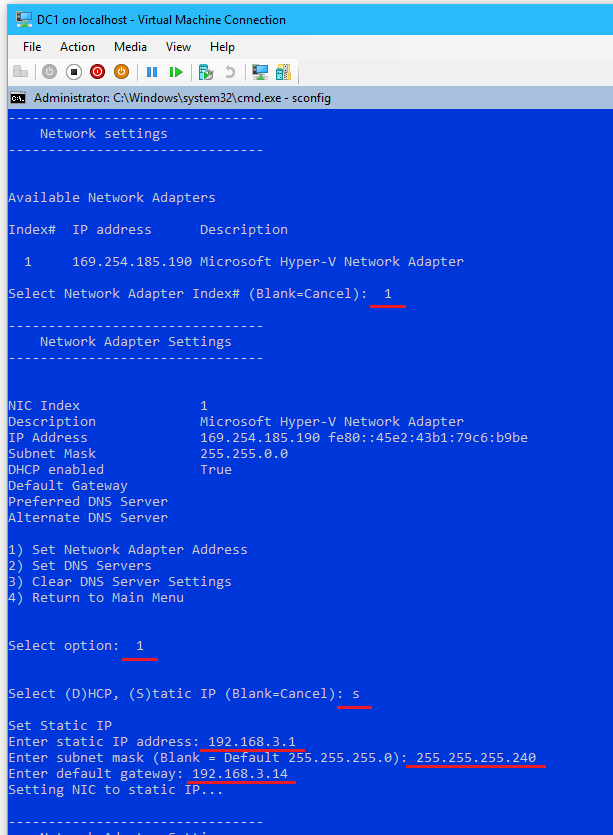 DC1 on localhost - Virtual Machine Connection
File Action Media View Help
C:\. Administrator: C:\Windows\system32\cmd.exe - sconfig
--------------------------------
Network settings
--------------------------------
Available Network Adapters
Index# IP address Description
1 169.254.185.190 Microsoft Hyper-V Network Adapter
Select Network Adapter Index# (Blank=Cancel): 1
--------------------------------
Network Adapter Settings
--------------------------------
NIC Index 1
Description Microsoft Hyper-V Network Adapter
IP Address 169.254.185.190 fe80::45e2:43b1:79c6:b9be
Subnet Mask 255.255.0.0
DHCP enabled True
Default Gateway
Preferred DNS Server
Alternate DNS Server
1) Set Network Adapter Address
2) Set DNS Servers
3) Clear DNS Server Settings
4) Return to Main Menu
Select option: 1
Select (D)HCP, (S)tatic IP (Blank=Cancel): s
Set Static IP
Enter static IP address: 192.168.3.1
Enter subnet mask (Blank = Default 255.255.255.0): 255.255.255.240
Enter default gateway: 192.168.3.14
Setting NIC to static IP...
--------------------------------